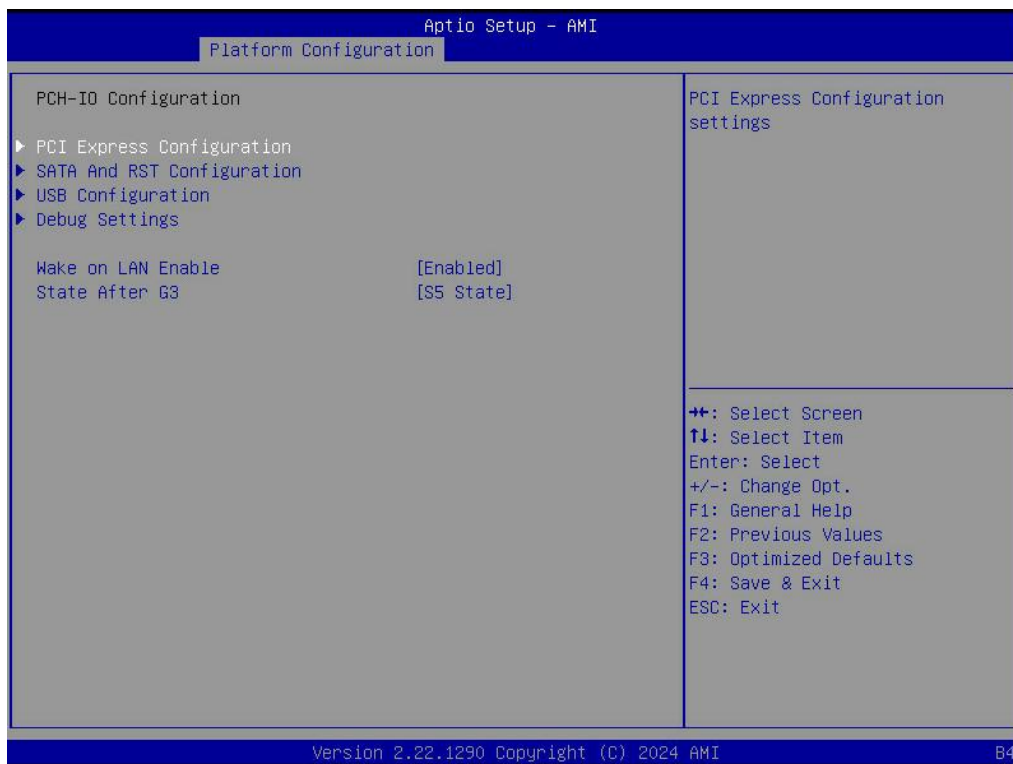 Aptio Setup – AMI
Platform Configuration
PCH-IO Configuration
PCI Express Configuration
SATA And RST Configuration
USB Configuration
Debug Settings
Wake on LAN Enable [Enabled]
State After G3 [S5 State]
PCI Express Configuration
settings
→←: Select Screen
↑↓: Select Item
Enter: Select
+/-: Change Opt.
F1: General Help
F2: Previous Values
F3: Optimized Defaults
F4: Save & Exit
ESC: Exit
Version 2.22.1290 Copyright (C) 2024 AMI
B4